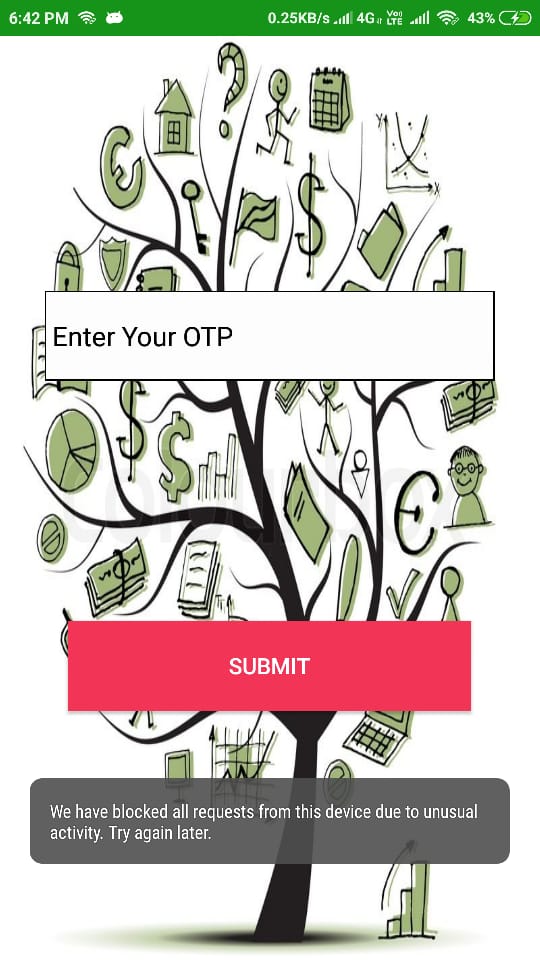 6:42 PM 0.25KB/s 4G Vo) LTE 43%
y
x
Enter Your OTP
SUBMIT
We have blocked all requests from this device due to unusual
activity. Try again later.